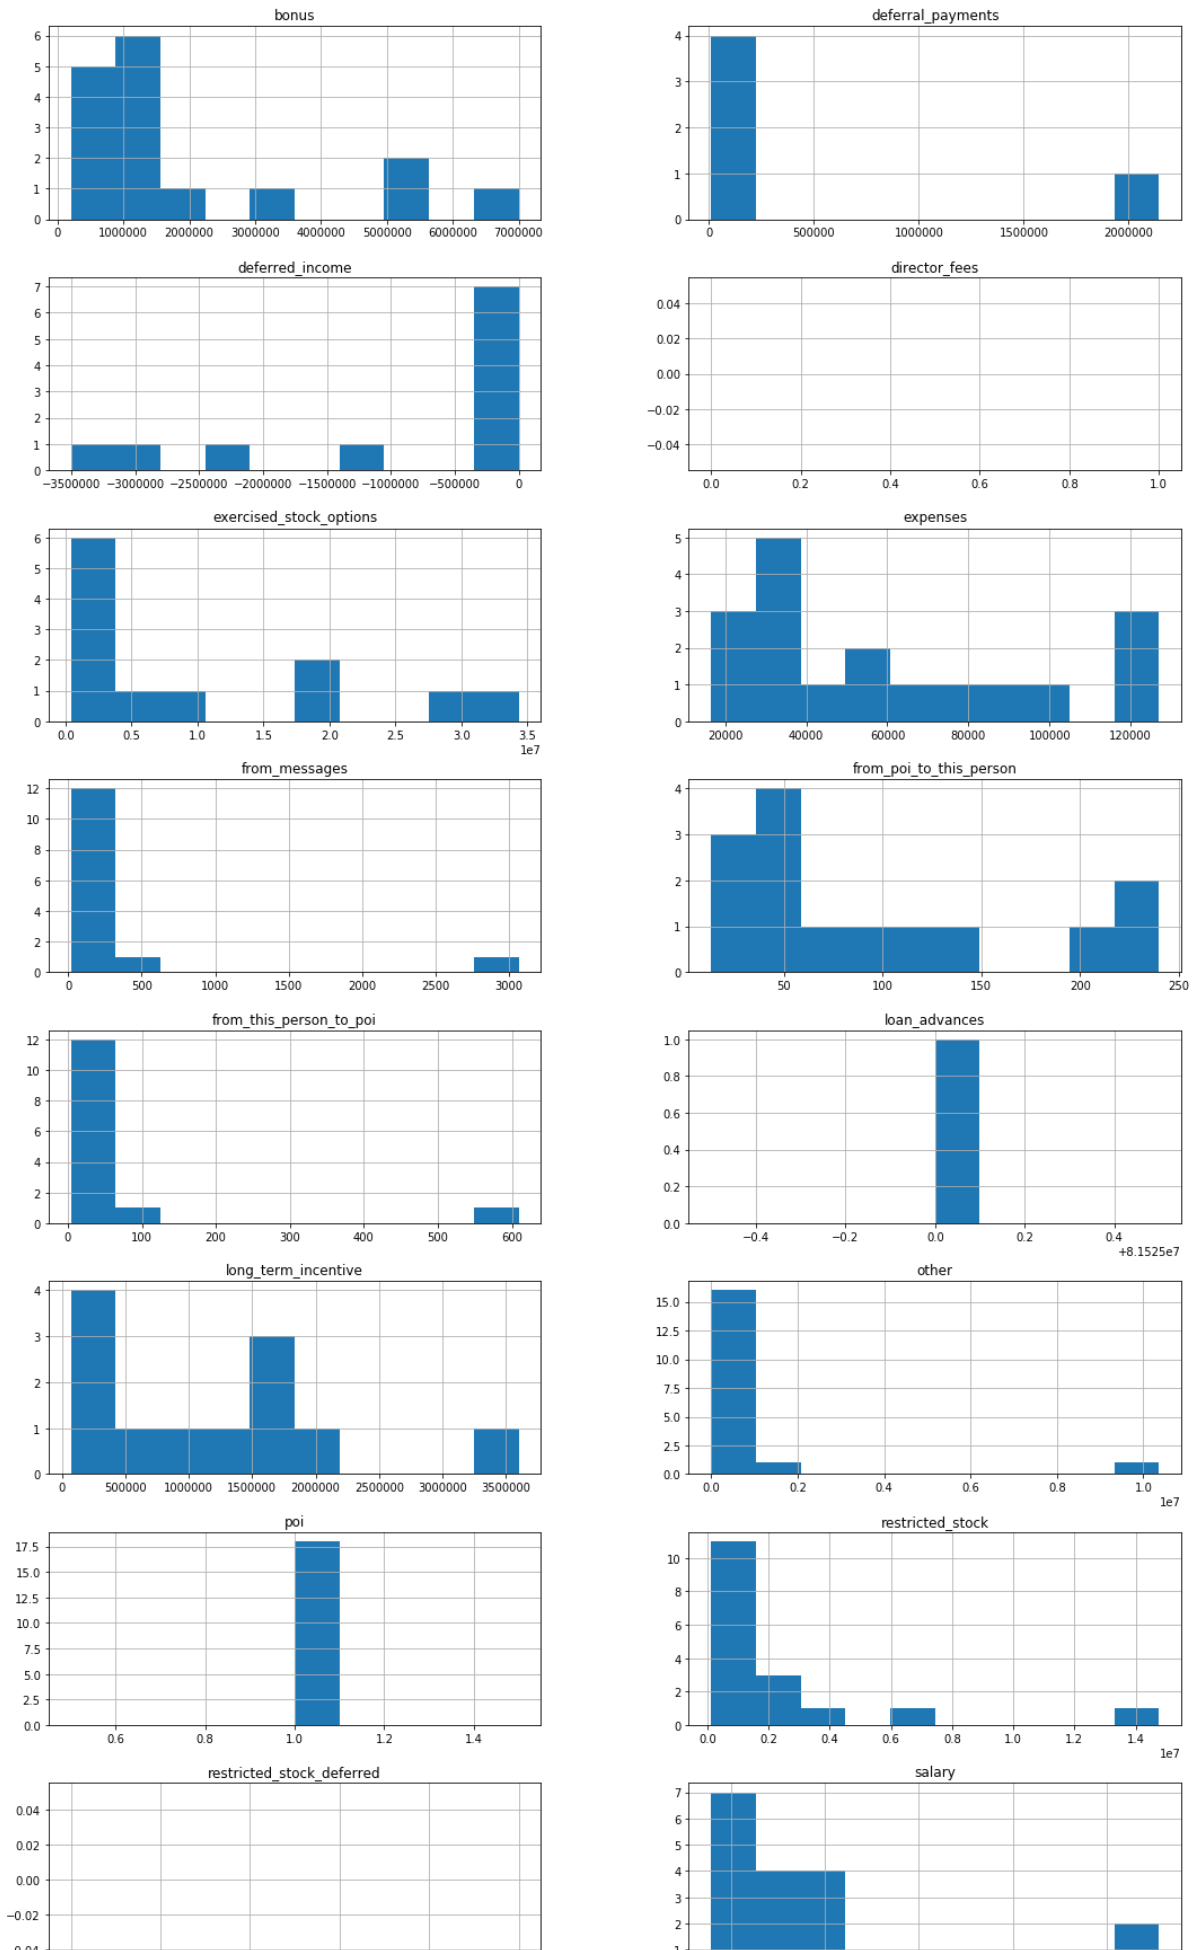 bonus
6
5
4
3
2
1
0
0 1000000 2000000 3000000 4000000 5000000 6000000 7000000
deferral_payments
4
3
2
1
0
0 500000 1000000 1500000 2000000
deferred_income
7
6
5
4
3
2
1
0
−3500000 −3000000 −2500000 −2000000 −1500000 −1000000 −500000 0
director_fees
0.04
0.02
0.00
−0.02
−0.04
0.0 0.2 0.4 0.6 0.8 1.0
exercised_stock_options
6
5
4
3
2
1
0
0.0 0.5 1.0 1.5 2.0 2.5 3.0 3.5
1e7
expenses
5
4
3
2
1
0
20000 40000 60000 80000 100000 120000
from_messages
12
10
8
6
4
2
0
0 500 1000 1500 2000 2500 3000
from_poi_to_this_person
4
3
2
1
0
50 100 150 200 250
from_this_person_to_poi
12
10
8
6
4
2
0
0 100 200 300 400 500 600
loan_advances
1.0
0.8
0.6
0.4
0.2
0.0
−0.4 −0.2 0.0 0.2 0.4
+8.1525e7
long_term_incentive
4
3
2
1
0
0 500000 1000000 1500000 2000000 2500000 3000000 3500000
other
15.0
12.5
10.0
7.5
5.0
2.5
0.0
0.0 0.2 0.4 0.6 0.8 1.0
1e7
poi
17.5
15.0
12.5
10.0
7.5
5.0
2.5
0.0
0.6 0.8 1.0 1.2 1.4
restricted_stock
10
8
6
4
2
0
0.0 0.2 0.4 0.6 0.8 1.0 1.2 1.4
1e7
restricted_stock_deferred
0.04
0.02
0.00
−0.02
salary
7
6
5
4
3
2